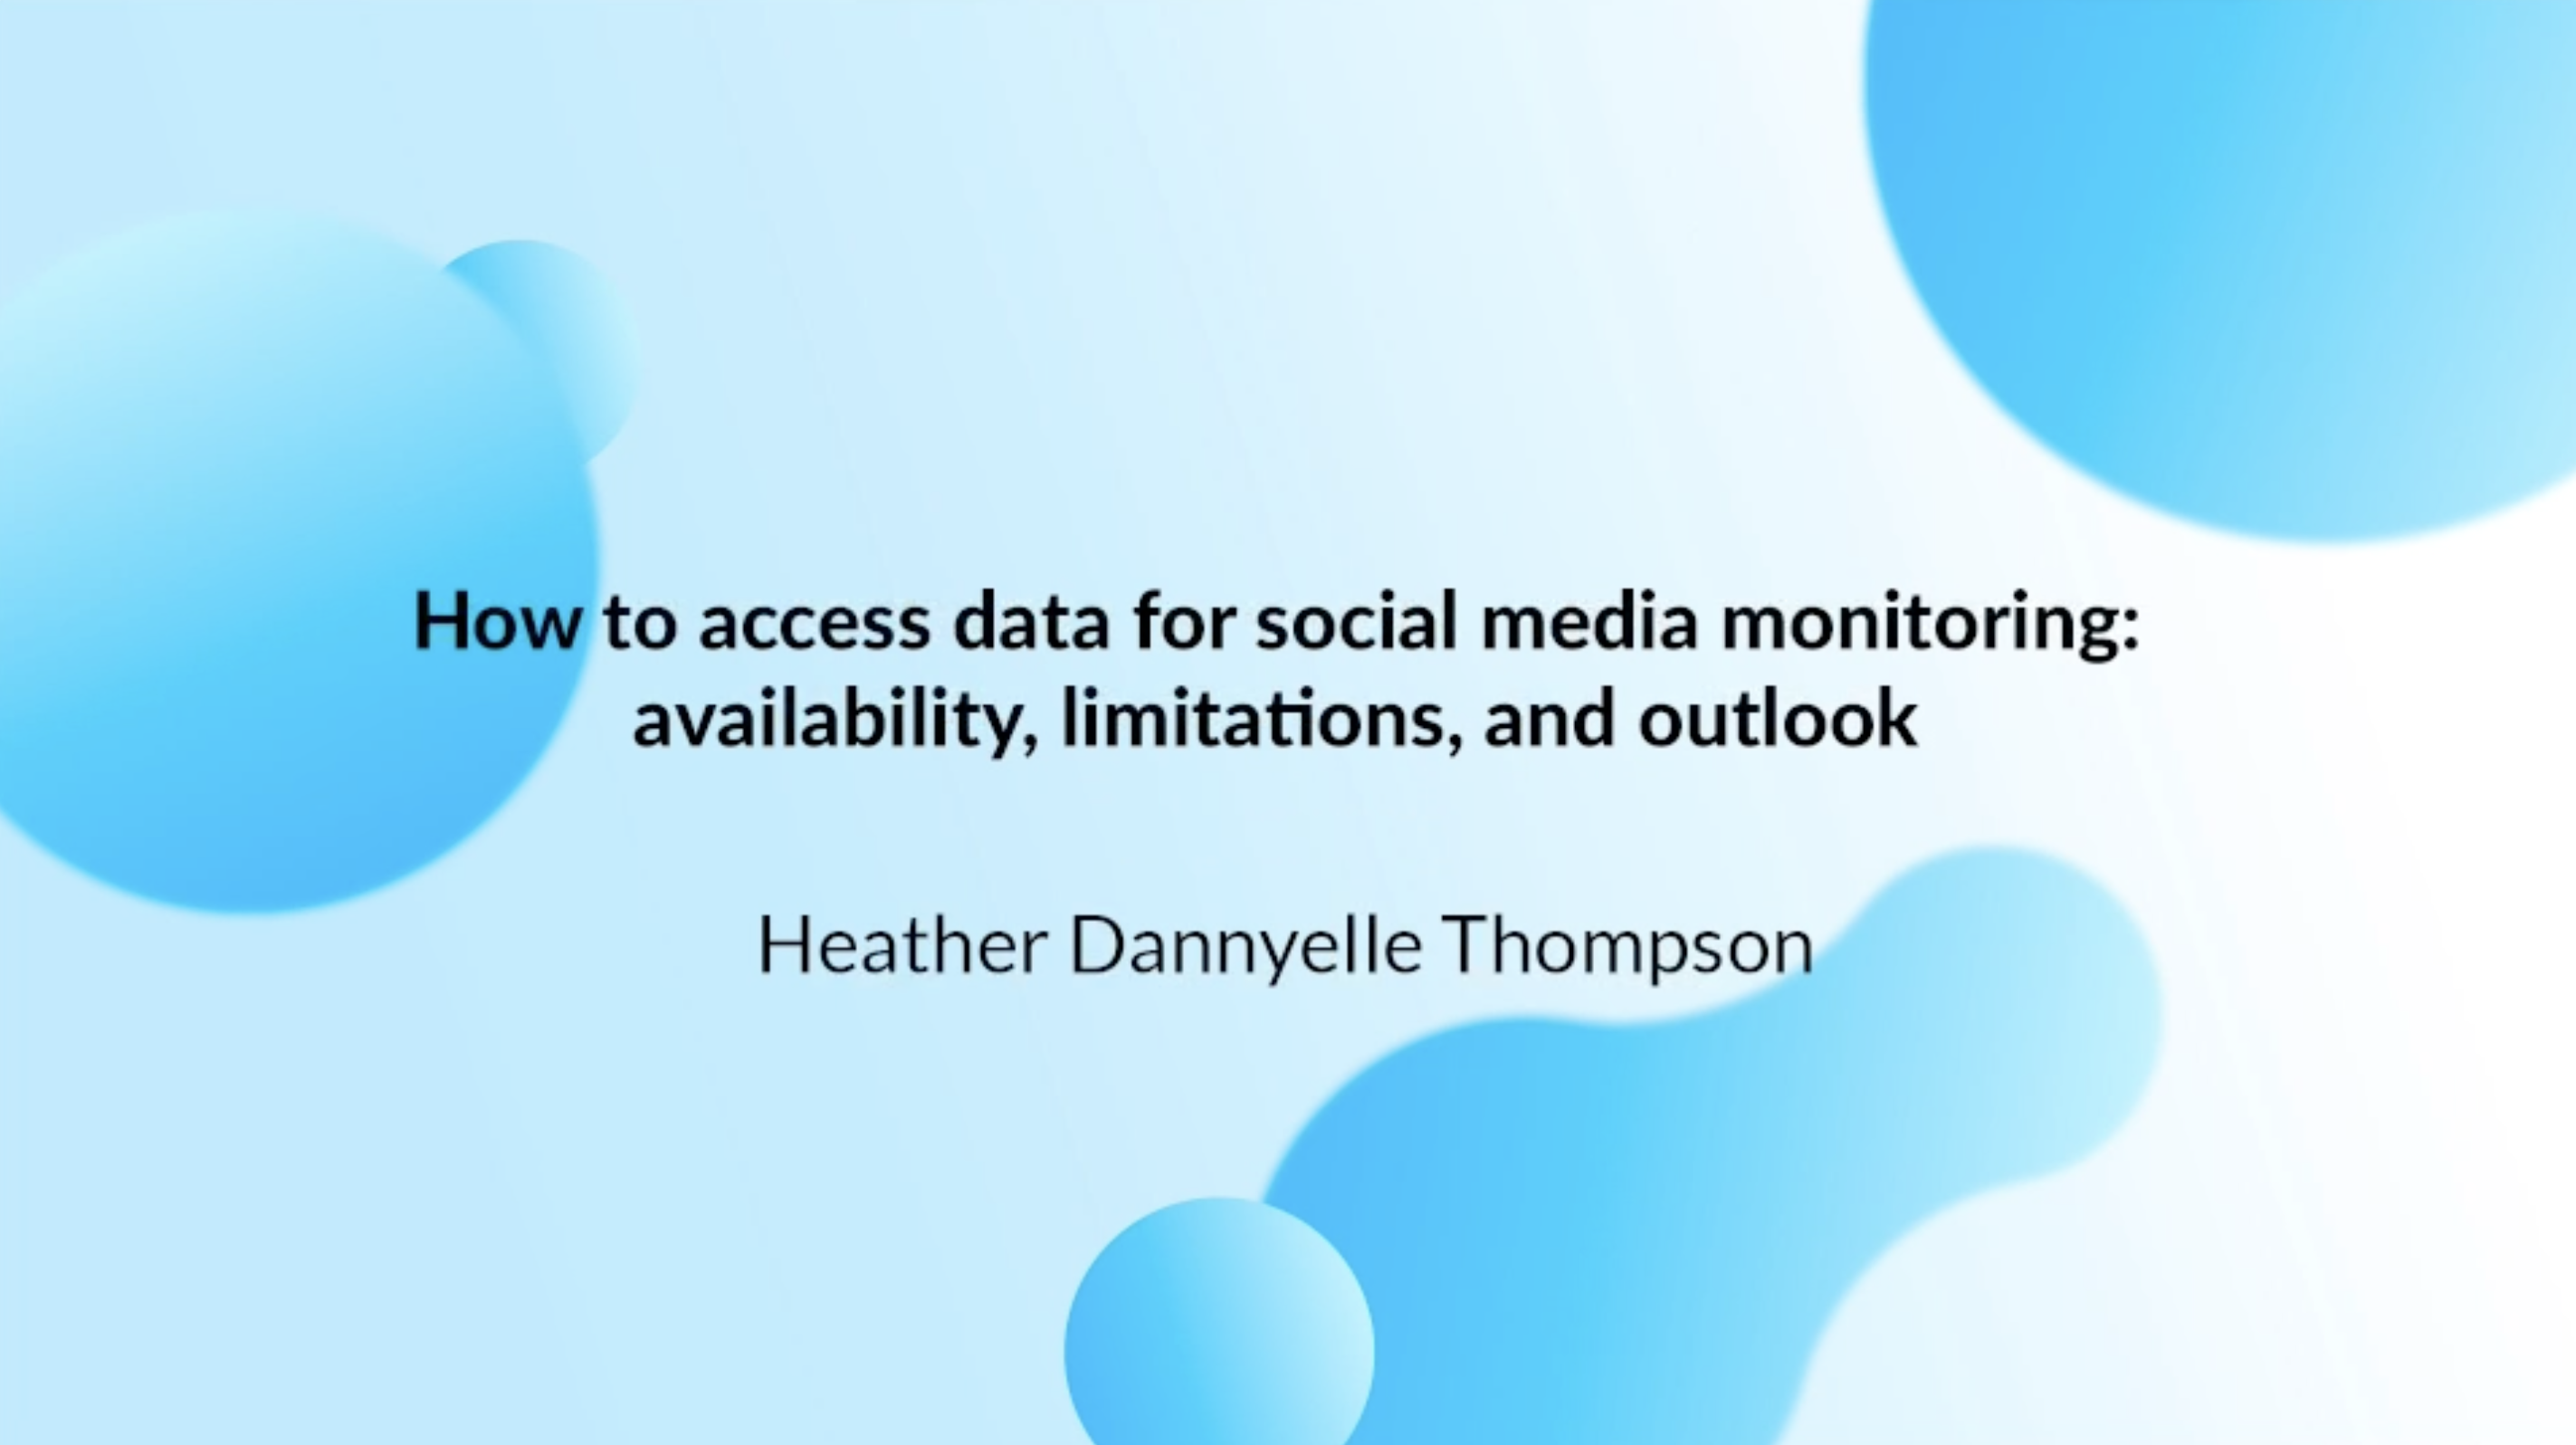 How to access data for social media monitoring:
availability, limitations, and outlook
Heather Dannyelle Thompson